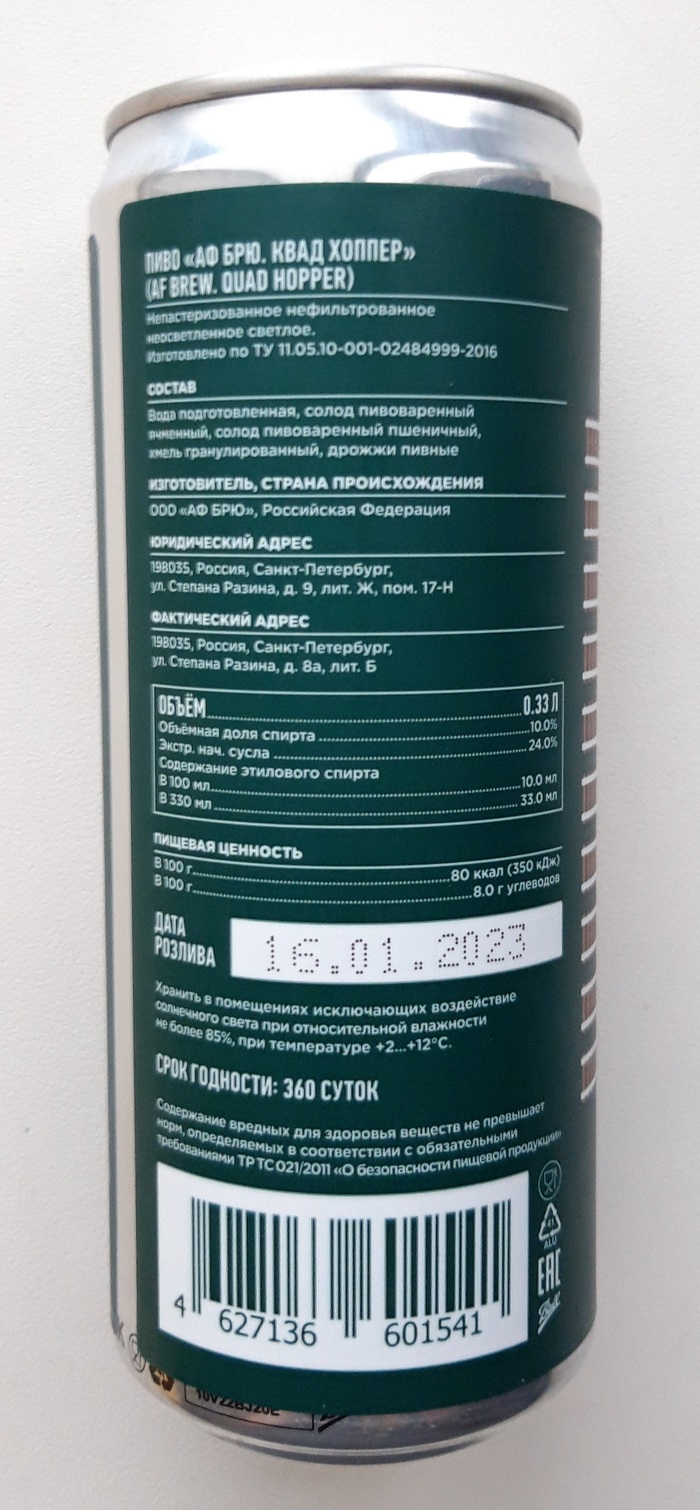 ПИВО «АФ БРЮ. КВАД ХОППЕР»
(AF BREW. QUAD HOPPER)
Непастеризованное нефильтрованное
неосветленное светлое.
Изготовлено по ТУ 11.05.10-001-02484999-2016
СОСТАВ
Вода подготовленная, солод пивоваренный
ячменный, солод пивоваренный пшеничный,
хмель гранулированный, дрожжи пивные
ИЗГОТОВИТЕЛЬ, СТРАНА ПРОИСХОЖДЕНИЯ
ООО «АФ БРЮ», Российская Федерация
ЮРИДИЧЕСКИЙ АДРЕС
198035, Россия, Санкт-Петербург,
ул. Степана Разина, д. 9, лит. Ж, пом. 17-Н
ФАКТИЧЕСКИЙ АДРЕС
198035, Россия, Санкт-Петербург,
ул. Степана Разина, д. 8а, лит. Б
ОБЪЁМ 0.33 Л
Объёмная доля спирта 10.0%
Экстр. нач. сусла 24.0%
Содержание этилового спирта
В 100 мл 10.0 мл
В 330 мл 33.0 мл
ПИЩЕВАЯ ЦЕННОСТЬ
В 100 г 80 ккал (350 кДж)
В 100 г 8.0 г углеводов
ДАТА
РОЗЛИВА
16.01.2023
Хранить в помещениях исключающих воздействие
солнечного света при относительной влажности
не более 85%, при температуре +2...+12°C.
СРОК ГОДНОСТИ: 360 СУТОК
Содержание вредных для здоровья веществ не превышает
норм, определяемых в соответствии с обязательными
требованиями ТР ТС 021/2011 «О безопасности пищевой продукции»
41
ALU
EAC
Ball
4 627136 601541